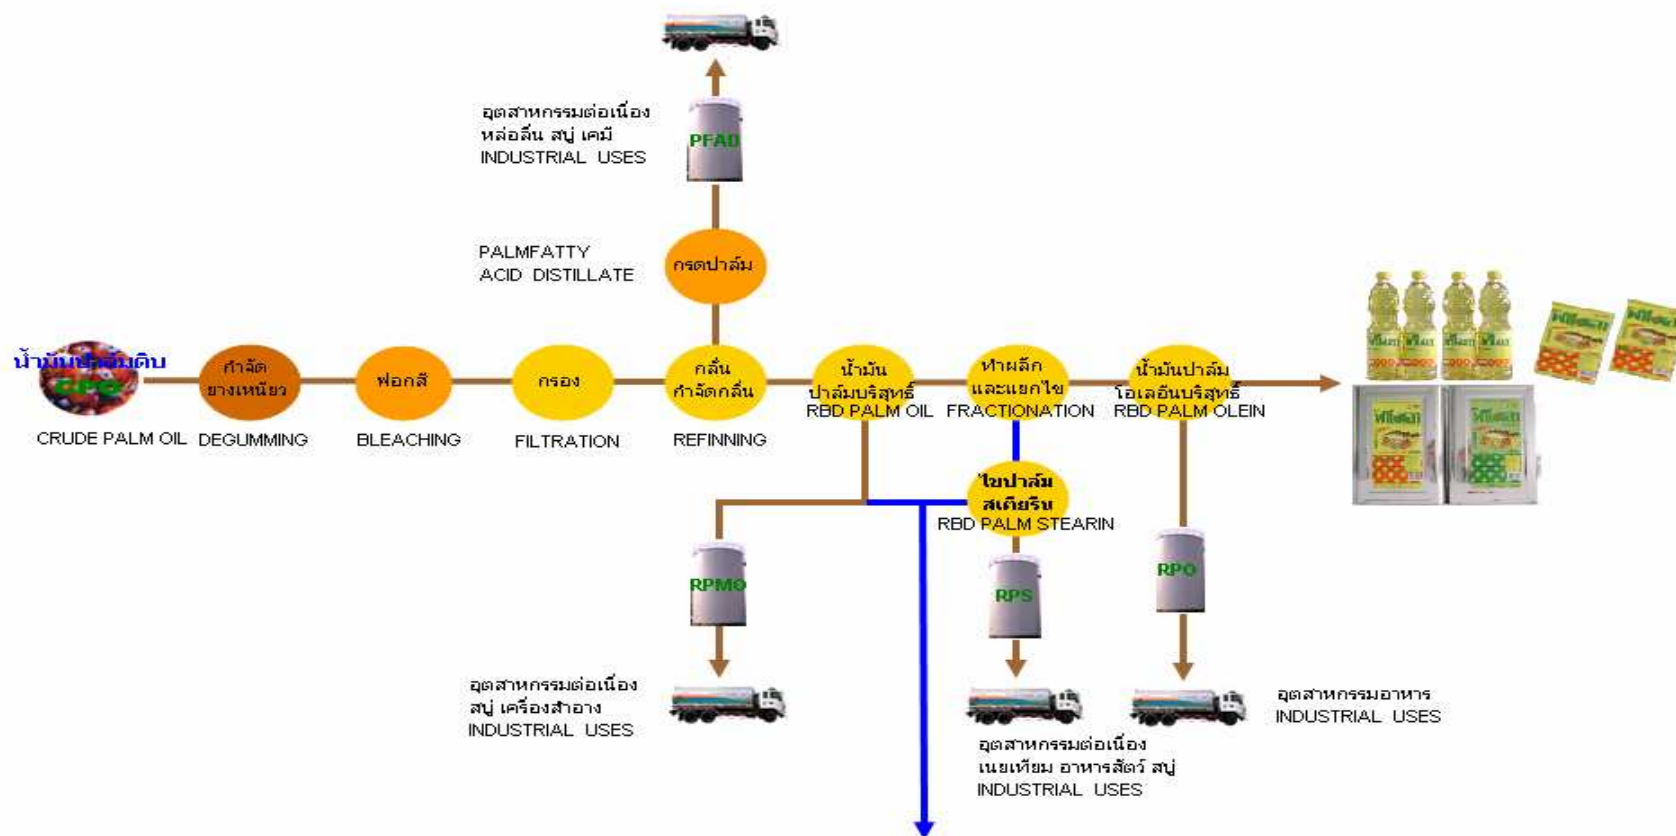 อุตสาหกรรมต่อเนื่อง
หล่อลื่น สบู่ เคมี
INDUSTRIAL USES
PFAD
PALMFATTY
ACID DISTILLATE
กรดปาล์ม
น้ำมันปาล์มดิบ
CPO
CRUDE PALM OIL
กำจัด
ยางเหนียว
DEGUMMING
ฟอกสี
BLEACHING
กรอง
FILTRATION
กลั่น
กำจัดกลิ่น
REFINNING
น้ำมัน
ปาล์มบริสุทธิ์
RBD PALM OIL
ทำผลึก
และแยกไข
FRACTIONATION
น้ำมันปาล์ม
โอเลอีนบริสุทธิ์
RBD PALM OLEIN
ไขปาล์ม
สเตียรีน
RBD PALM STEARIN
RPMO
RPS
RPO
อุตสาหกรรมต่อเนื่อง
สบู่ เครื่องสำอาง
INDUSTRIAL USES
อุตสาหกรรมต่อเนื่อง
เนยเทียม อาหารสัตว์ สบู่
INDUSTRIAL USES
อุตสาหกรรมอาหาร
INDUSTRIAL USES